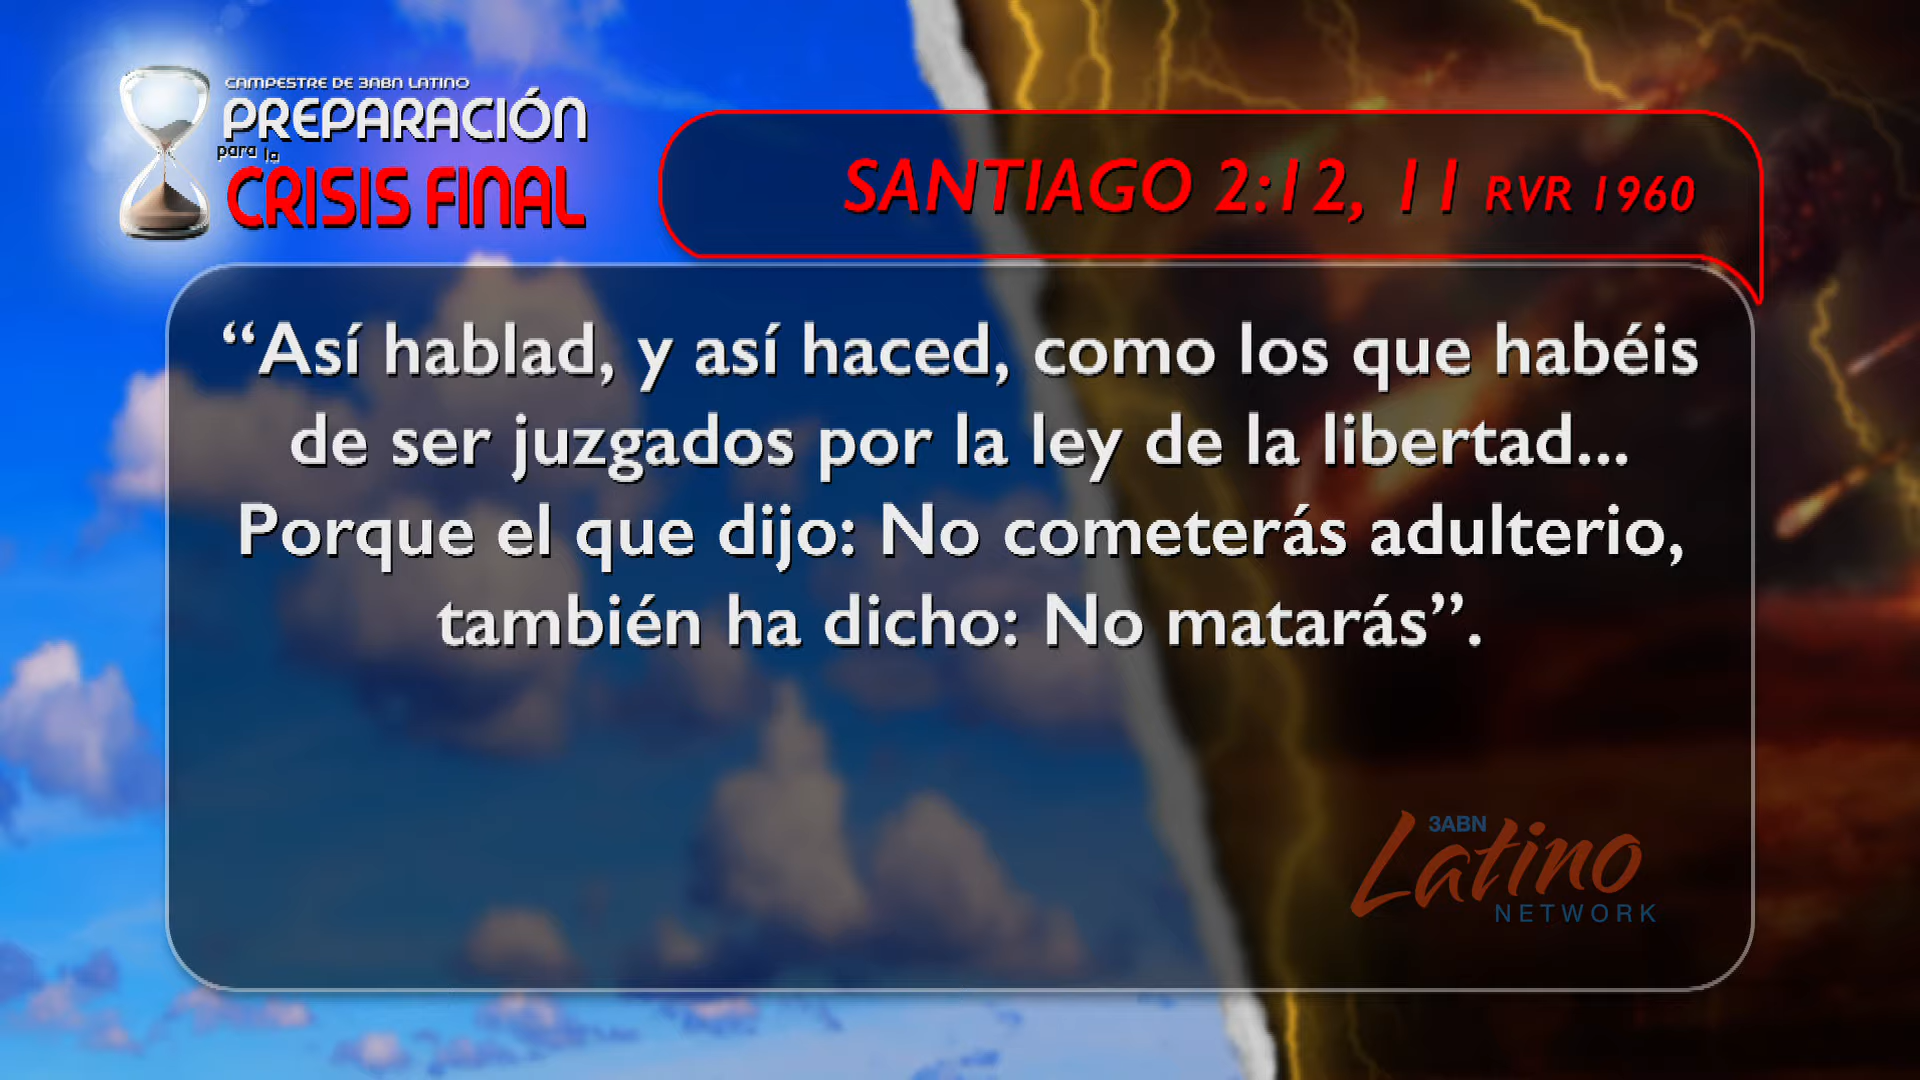 CAMPESTRE DE 3ABN LATINO
PREPARACIÓN
para la
CRISIS FINAL
SANTIAGO 2:12, 11 RVR 1960
“Así hablad, y así haced, como los que habéis
de ser juzgados por la ley de la libertad...
Porque el que dijo: No cometerás adulterio,
también ha dicho: No matarás”.
3ABN
Latino
NETWORK